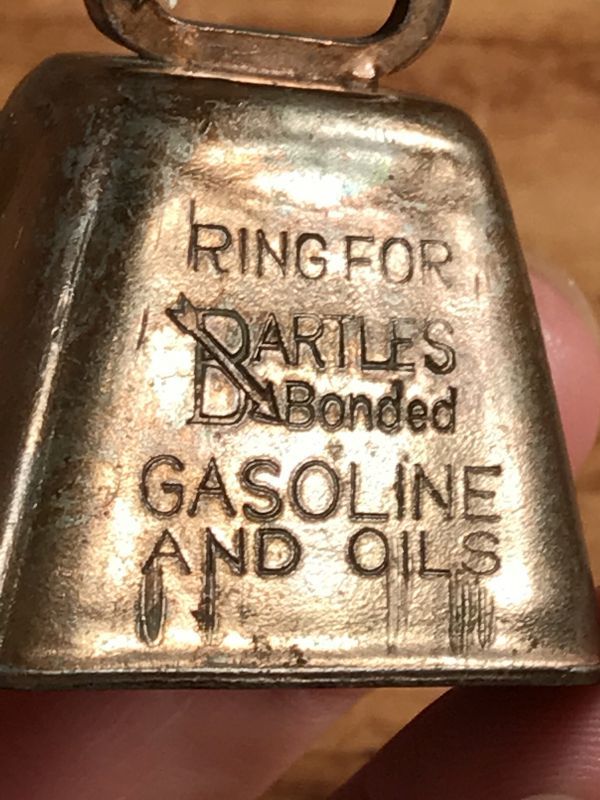 RING FOR
BARTLES
Bonded
GASOLINE
AND OILS